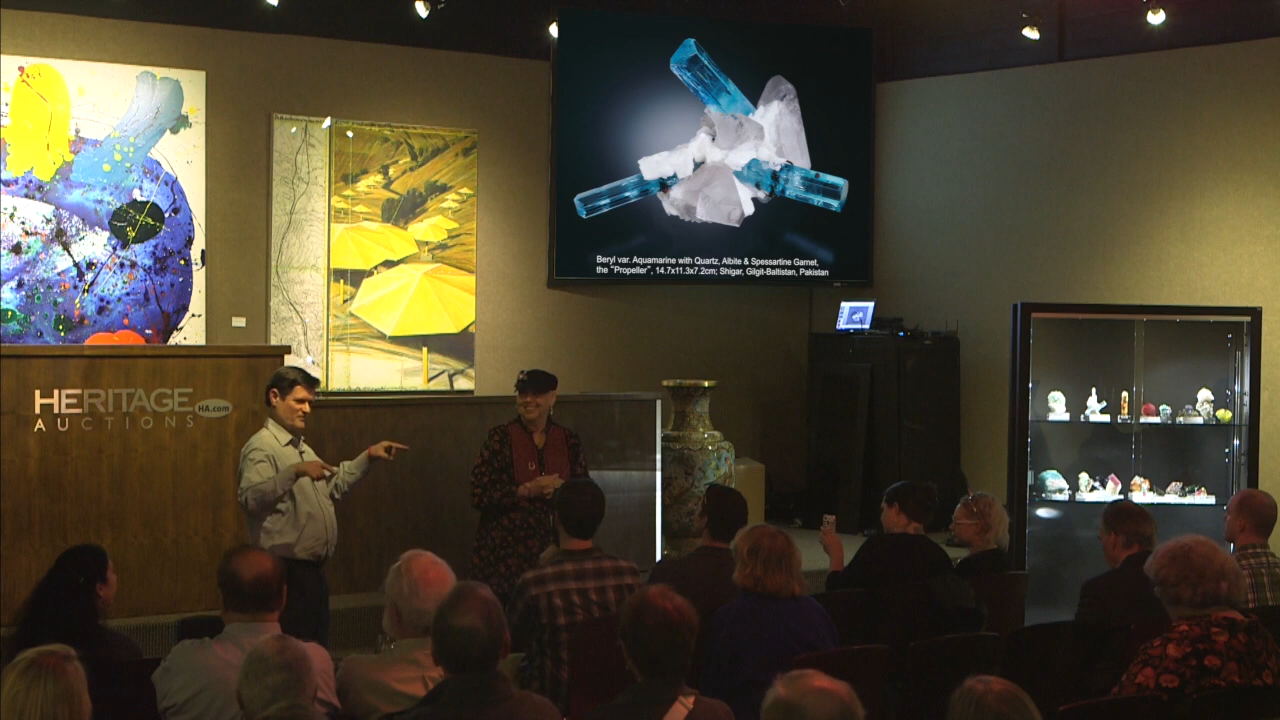 Beryl var. Aquamarine with Quartz, Albite & Spessartine Garnet,
the "Propeller", 14.7x11.3x7.2cm; Shigar, Gilgit-Baltistan, Pakistan
HERITAGE
HA.com
AUCTIONS